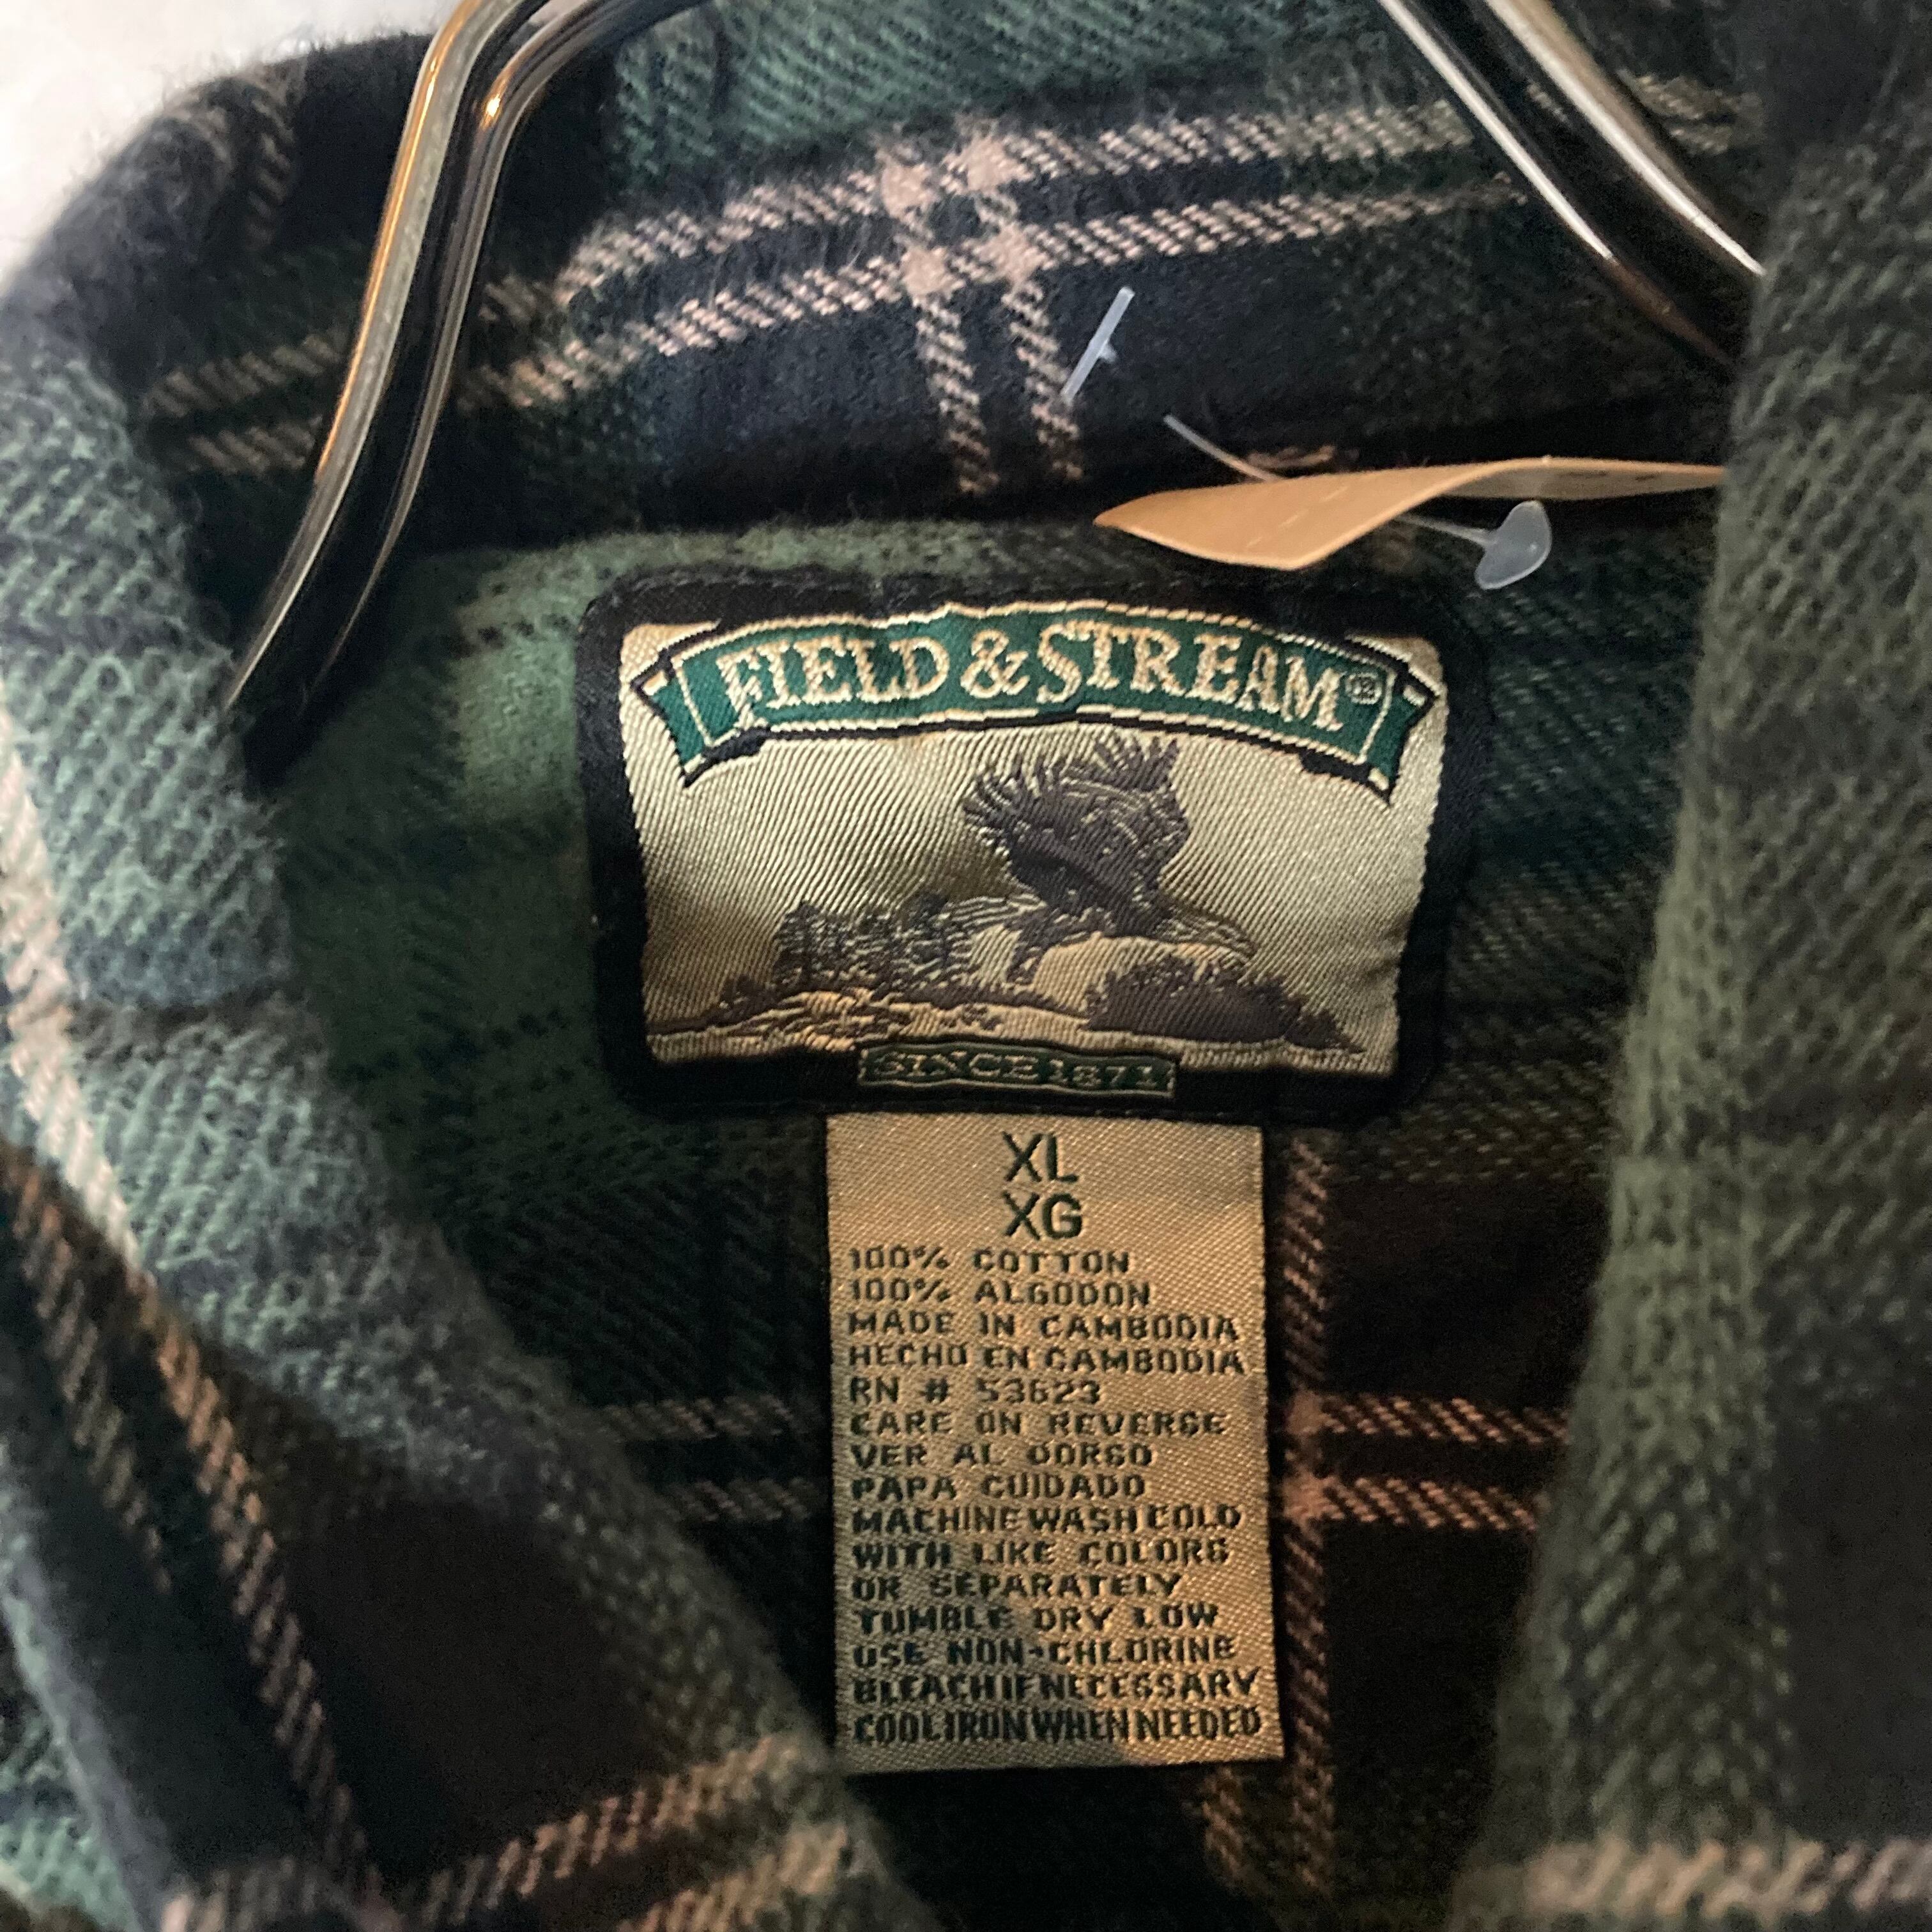 FIELD & STREAM®
SINCE 1871
XL
XG
100% COTTON
100% ALGODON
MADE IN CAMBODIA
HECHO EN CAMBODIA
RN # 53623
CARE ON REVERSE
VER AL DORSO
PAPA CUIDADO
MACHINE WASH COLD
WITH LIKE COLORS
OR SEPARATELY
TUMBLE DRY LOW
USE NON-CHLORINE
BLEACH IF NECESSARY
COOL IRON WHEN NEEDED